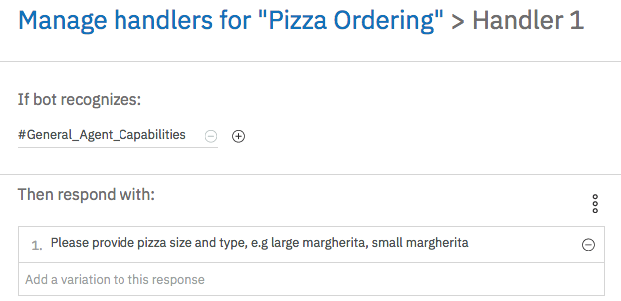 Manage handlers for "Pizza Ordering" > Handler 1
If bot recognizes:
#General_Agent_Capabilities
Then respond with:
1. Please provide pizza size and type, e.g large margherita, small margherita
Add a variation to this response